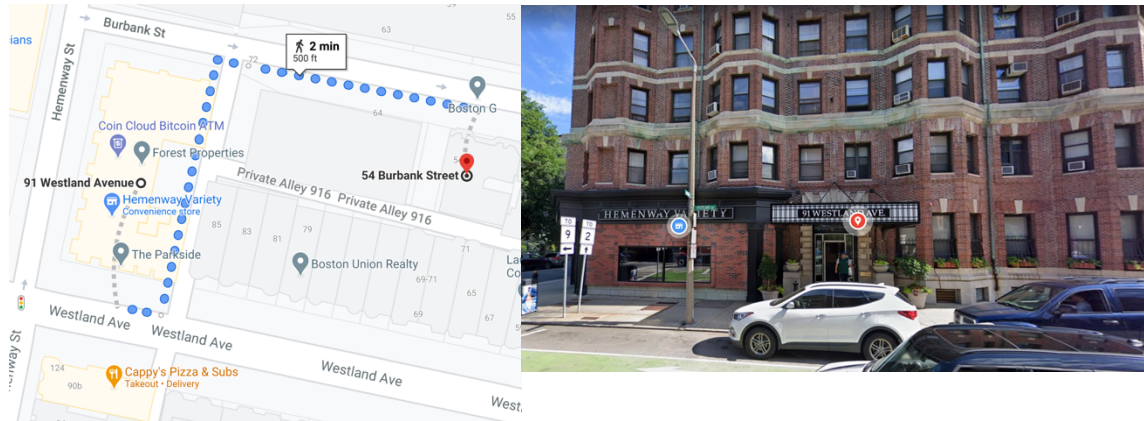 Burbank St
Hemenway St
ians
72
63
55
2 min
500 ft
Boston G
64
Coin Cloud Bitcoin ATM
Forest Properties
91 Westland Avenue
54 Burbank Street
Hemenway Variety
Convenience store
Private Alley 916
Private Alley 916
The Parkside
85
83
81
79
71
Boston Union Realty
69-71
69
67
65
Westland Ave
Westland Ave
Westland Ave
West
Cappy's Pizza & Subs
Takeout • Delivery
124
90b
HEMENWAY VARIETY
91 WESTLAND AVE.
TO
9
TO
2